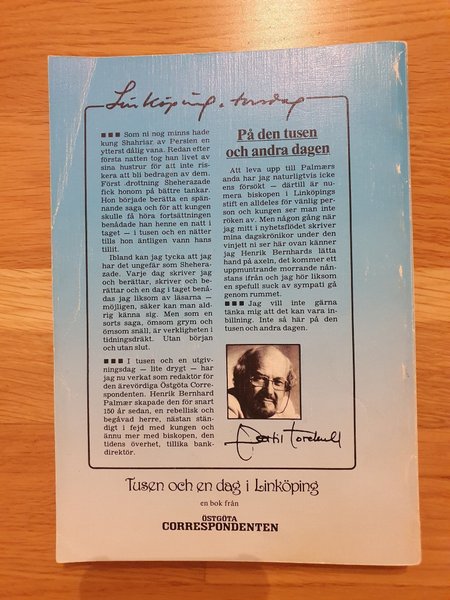 Linköping, torsdag
■■■ Som ni nog minns hade
kung Shahriar av Persien en
ytterst dålig vana. Redan efter
första natten tog han livet av
sina hustrur för att inte ris-
kera att bli bedragen av dem.
Först drottning Sheherazade
fick honom på bättre tankar.
Hon började berätta en spän-
nande saga och för att kungen
skulle få höra fortsättningen
benådade han henne en natt i
taget — och i tusen och en nätter
tills hon äntligen vann hans
tillit.
Ibland kan jag tycka att jag
har det ungefär som Shehera-
zade. Varje dag skriver jag
och berättar, skriver och be-
rättar och en dag i taget benå-
das jag liksom av läsarna —
möjligen, säker kan man ald-
rig känna sig. Men som en
sorts saga, ömsom grym och
ömsom snäll, är verkligheten i
tidningsdräkt. Utan början
och utan slut.
■■■ I tusen och en utgiv-
ningsdag — lite drygt — har
jag nu verkat som redaktör för
den ärevördiga Östgöta Corre-
spondenten. Henrik Bernhard
Palmær skapade den för snart
150 år sedan, en rebellisk och
begåvad herre, nästan stän-
digt i fejd med kungen och
ännu mer med biskopen, den
tidens överhet, tillika bank-
direktör.
På den tusen
och andra dagen
Att leva upp till Palmærs
anda har jag naturligtvis icke
ens försökt — därtill är nu-
mera biskopen i Linköpings
stift en alldeles för vänlig per-
son och kungen ser man inte
röken av. Men någon gång när
jag mitt i nyhetsflödet skriver
mina dagskrönikor under den
vinjett ni ser här ovan känner
jag Henrik Bernhards lätta
hand på axeln, det kommer ett
uppmuntrande morrande nån-
stans ifrån och jag hör liksom
en spefull suck av sympati gå
genom rummet.
■■■ Jag vill inte gärna
tänka mig att det kan vara in-
billning. Inte så här på den
tusen och andra dagen.
Bertil Torekull
Tusen och en dag i Linköping
en bok från
ÖSTGÖTA
CORRESPONDENTEN